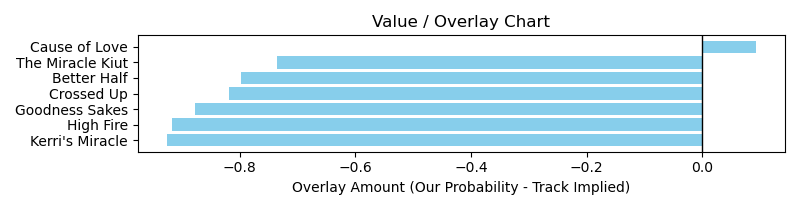 Value / Overlay Chart
Cause of Love
The Miracle Kiut
Better Half
Crossed Up
Goodness Sakes
High Fire
Kerri's Miracle
−0.8 −0.6 −0.4 −0.2 0.0
Overlay Amount (Our Probability - Track Implied)